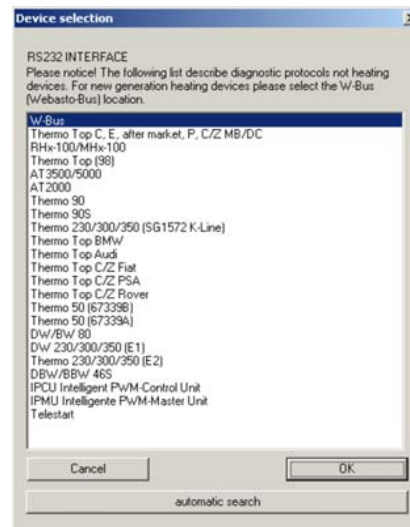 Device selection
RS232 INTERFACE
Please notice! The following list describe diagnostic protocols not heating
devices. For new generation heating devices please select the W-Bus
(Webasto-Bus) location.
W-Bus
Thermo Top C, E, after market, P, C/Z MB/DC
RHx-100/MHx-100
Thermo Top (98)
AT3500/5000
AT2000
Thermo 90
Thermo 90S
Thermo 230/300/350 (SG1572 K-Line)
Thermo Top BMW
Thermo Top Audi
Thermo Top C/Z Fiat
Thermo Top C/Z PSA
Thermo Top C/Z Rover
Thermo 50 (67339B)
Thermo 50 (67339A)
DW/BW 80
DW 230/300/350 (E1)
Thermo 230/300/350 (E2)
DBW/BBW 46S
IPCU Intelligent PWM-Control Unit
IPMU Intelligente PWM-Master Unit
Telestart
Cancel
OK
automatic search